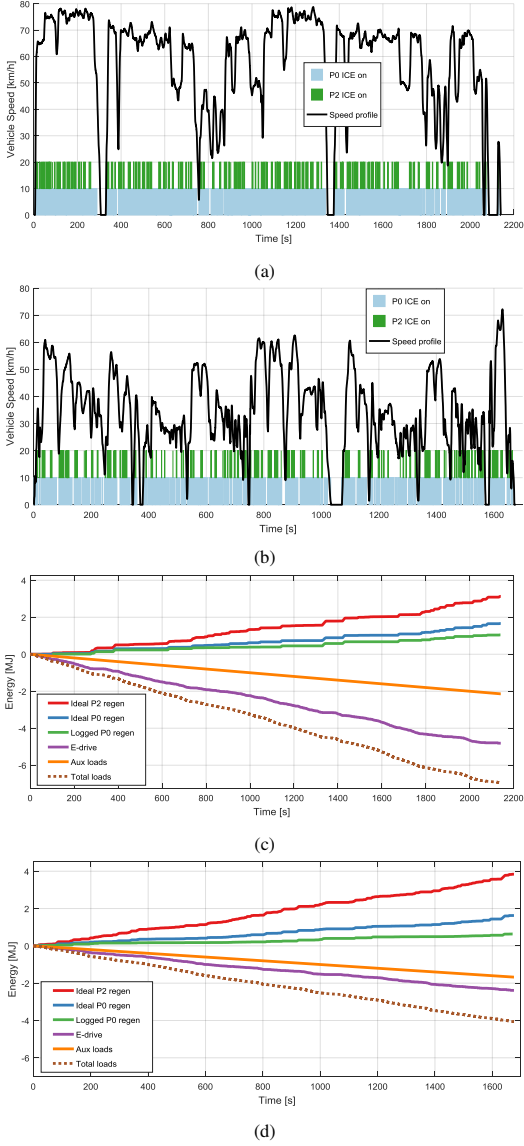 80
70
60
50
40
30
20
10
0
Vehicle Speed [km/h]
P0 ICE on
P2 ICE on
Speed profile
0 200 400 600 800 1000 1200 1400 1600 1800 2000 2200
Time [s]
(a)
80
70
60
50
40
30
20
10
0
Vehicle Speed [km/h]
P0 ICE on
P2 ICE on
Speed profile
0 200 400 600 800 1000 1200 1400 1600
Time [s]
(b)
4
2
0
-2
-4
-6
Energy [MJ]
Ideal P2 regen
Ideal P0 regen
Logged P0 regen
E-drive
Aux loads
Total loads
0 200 400 600 800 1000 1200 1400 1600 1800 2000 2200
Time [s]
(c)
4
2
0
-2
-4
-6
Energy [MJ]
Ideal P2 regen
Ideal P0 regen
Logged P0 regen
E-drive
Aux loads
Total loads
0 200 400 600 800 1000 1200 1400 1600
Time [s]
(d)